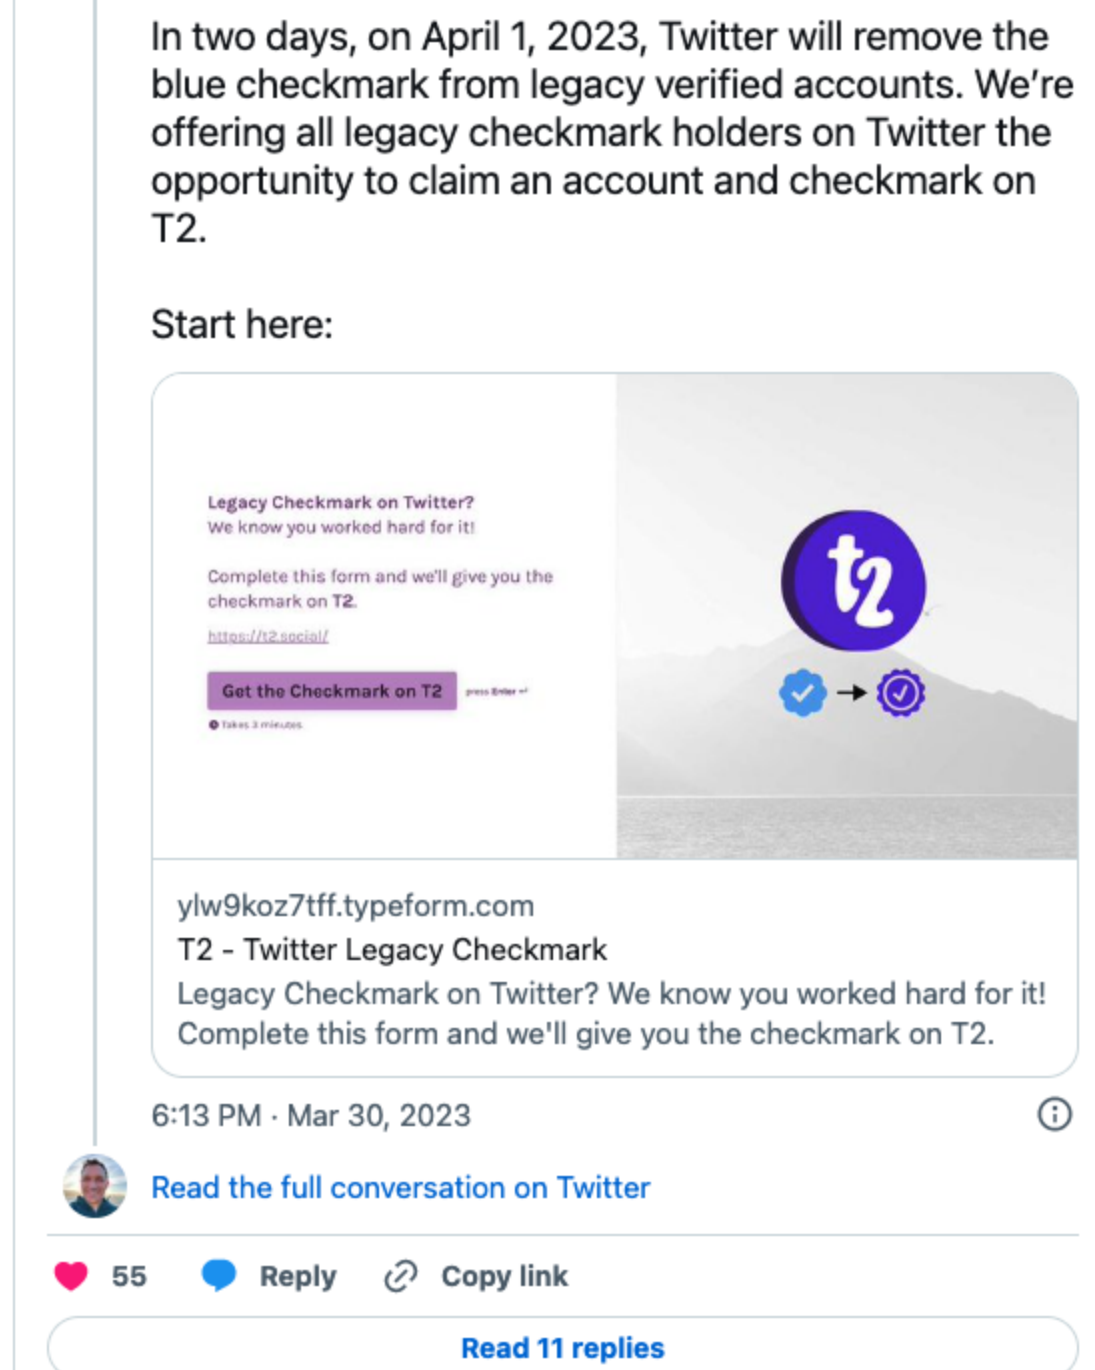 In two days, on April 1, 2023, Twitter will remove the
blue checkmark from legacy verified accounts. We're
offering all legacy checkmark holders on Twitter the
opportunity to claim an account and checkmark on
T2.
Start here:
Legacy Checkmark on Twitter?
We know you worked hard for it!
Complete this form and we'll give you the
checkmark on T2.
https://t2.social/
Get the Checkmark on T2 press Enter ↵
Takes 3 minutes
t2
ylw9koz7tff.typeform.com
T2 - Twitter Legacy Checkmark
Legacy Checkmark on Twitter? We know you worked hard for it!
Complete this form and we'll give you the checkmark on T2.
6:13 PM · Mar 30, 2023
Read the full conversation on Twitter
55 Reply Copy link
Read 11 replies